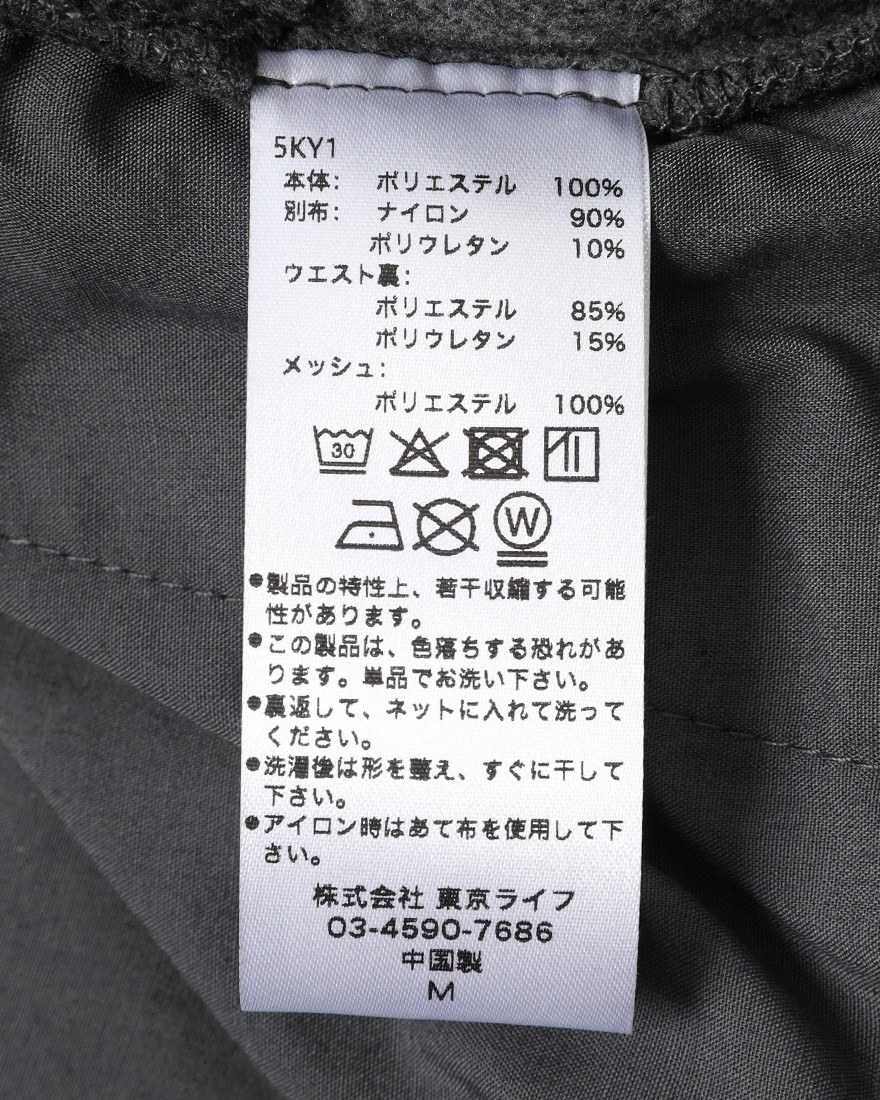 5KY1
本体: ポリエステル 100%
別布: ナイロン 90%
ポリウレタン 10%
ウエスト裏:
ポリエステル 85%
ポリウレタン 15%
メッシュ:
ポリエステル 100%
30
W
●製品の特性上、若干収縮する可能
性があります。
●この製品は、色落ちする恐れがあ
ります。単品でお洗い下さい。
●裏返して、ネットに入れて洗って
ください。
●洗濯後は形を整え、すぐに干して
下さい。
●アイロン時はあて布を使用して下
さい。
株式会社 東京ライフ
03-4590-7686
中国製
M